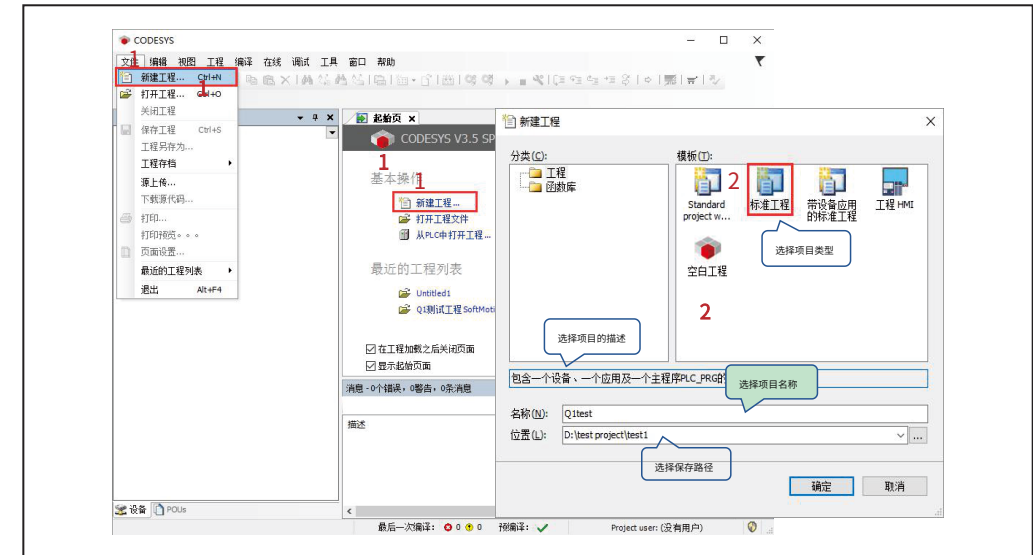 CODESYS
文件 编辑 视图 工程 编译 在线 调试 工具 窗口 帮助
1
新建工程... Ctrl+N
1
打开工程... Ctrl+O
关闭工程
保存工程 Ctrl+S
工程另存为...
工程存档
源上传...
下载源代码...
打印...
打印预览。。。
页面设置...
最近的工程列表
退出 Alt+F4
设备 POUs
起始页
CODESYS V3.5 SP
1
基本操作
1
新建工程...
打开工程文件
从PLC中打开工程...
最近的工程列表
Untitled1
Q1测试工程 SoftMoti
在工程加载之后关闭页面
显示起始页面
消息 - 0个错误，0警告，0条消息
描述
最后一次编译： 0 0 预编译： Project user: (没有用户)
新建工程
分类(C):
工程
函数库
模板(T):
2
Standard project w...
标准工程
带设备应用的标准工程
工程 HMI
选择项目类型
空白工程
2
选择项目的描述
包含一个设备、一个应用及一个主程序PLC_PRG的
选择项目名称
名称(N): Q1test
位置(L): D:\test project\test1 ...
选择保存路径
确定 取消